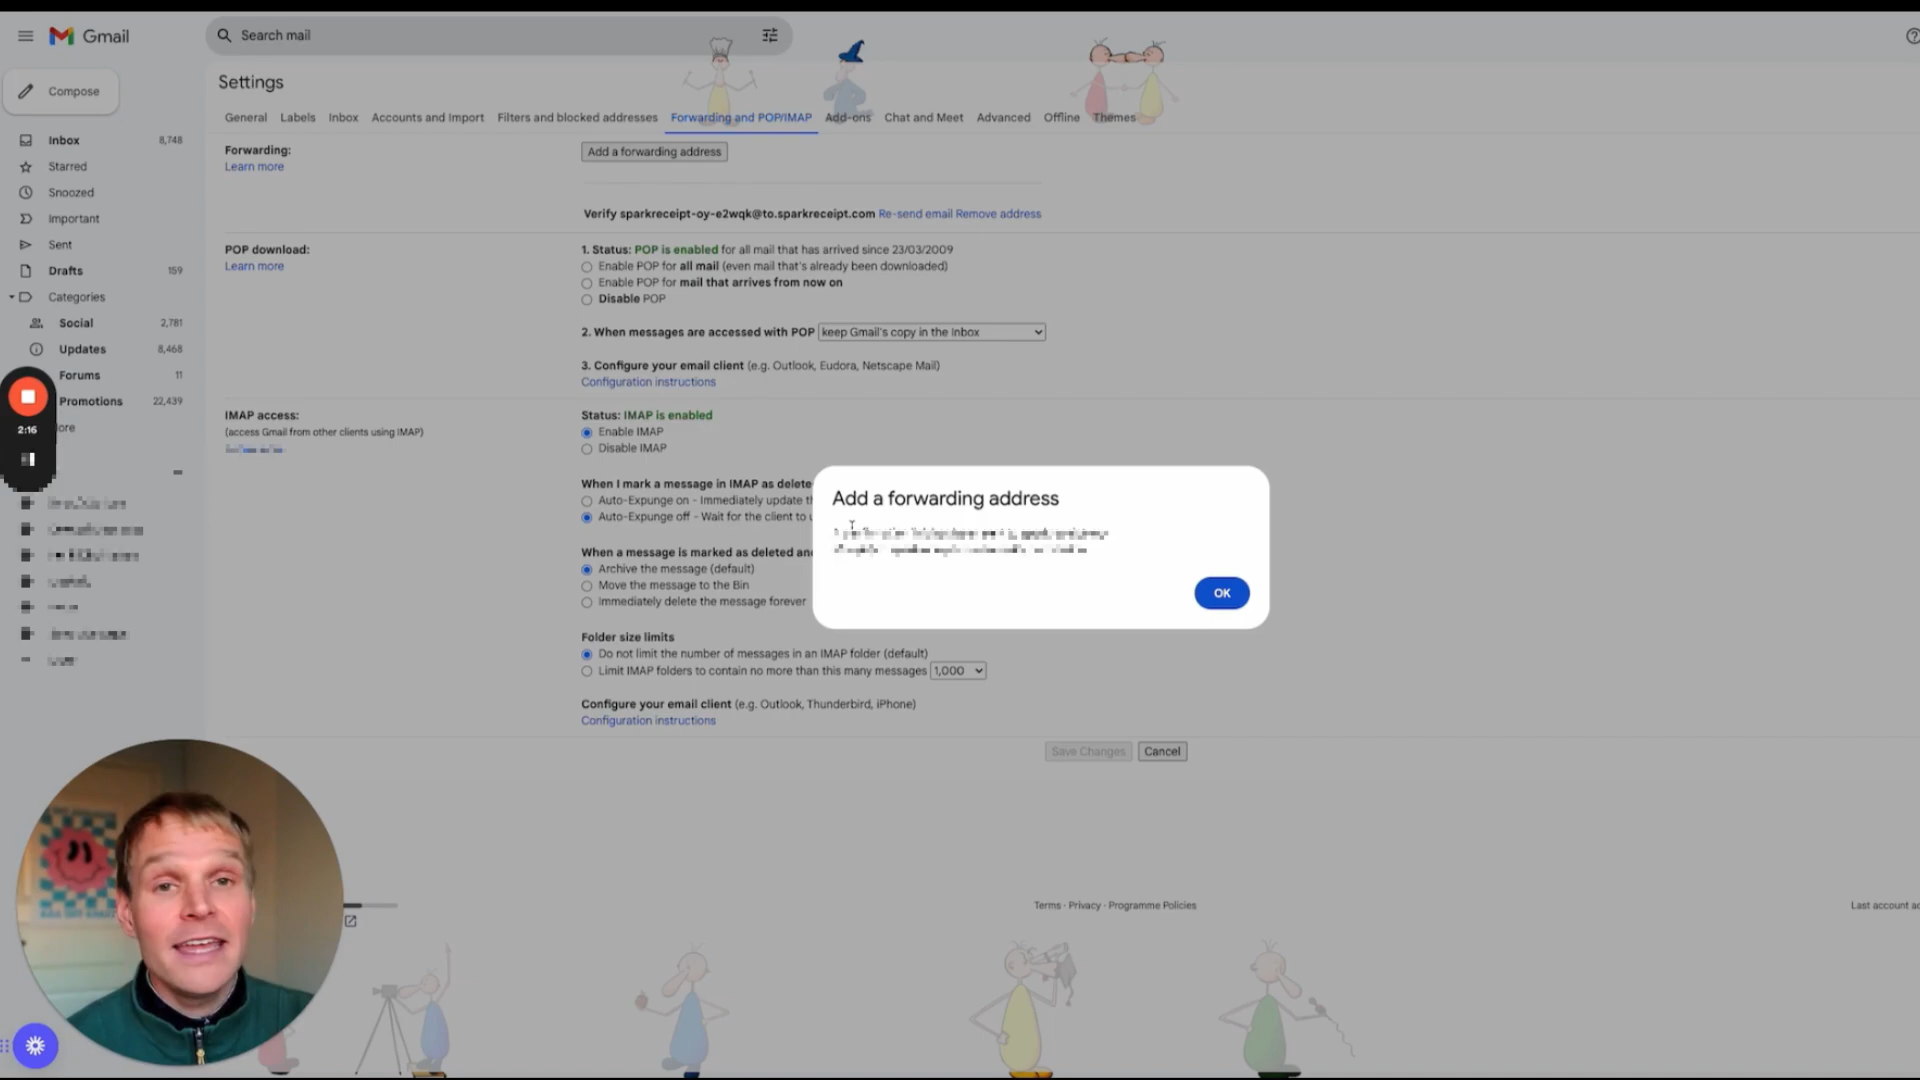 Gmail
Search mail
Compose
Settings
General Labels Inbox Accounts and Import Filters and blocked addresses Forwarding and POP/IMAP Add-ons Chat and Meet Advanced Offline Themes
Inbox 8,748
Starred
Snoozed
Important
Sent
Drafts 159
Categories
Social 2,781
Updates 8,468
Forums 11
Promotions 22,439
2:16
Forwarding:
Learn more
Add a forwarding address
Verify sparkreceipt-oy-e2wqk@to.sparkreceipt.com Re-send email Remove address
POP download:
Learn more
1. Status: POP is enabled for all mail that has arrived since 23/03/2009
Enable POP for all mail (even mail that's already been downloaded)
Enable POP for mail that arrives from now on
Disable POP
2. When messages are accessed with POP keep Gmail's copy in the Inbox
3. Configure your email client (e.g. Outlook, Eudora, Netscape Mail)
Configuration instructions
IMAP access:
(access Gmail from other clients using IMAP)
Status: IMAP is enabled
Enable IMAP
Disable IMAP
When I mark a message in IMAP as delete
Auto-Expunge on - Immediately update
Auto-Expunge off - Wait for the client to
When a message is marked as deleted and
Archive the message (default)
Move the message to the Bin
Immediately delete the message forever
Add a forwarding address
OK
Folder size limits
Do not limit the number of messages in an IMAP folder (default)
Limit IMAP folders to contain no more than this many messages 1,000
Configure your email client (e.g. Outlook, Thunderbird, iPhone)
Configuration instructions
Save Changes Cancel
Terms · Privacy · Programme Policies
Last account